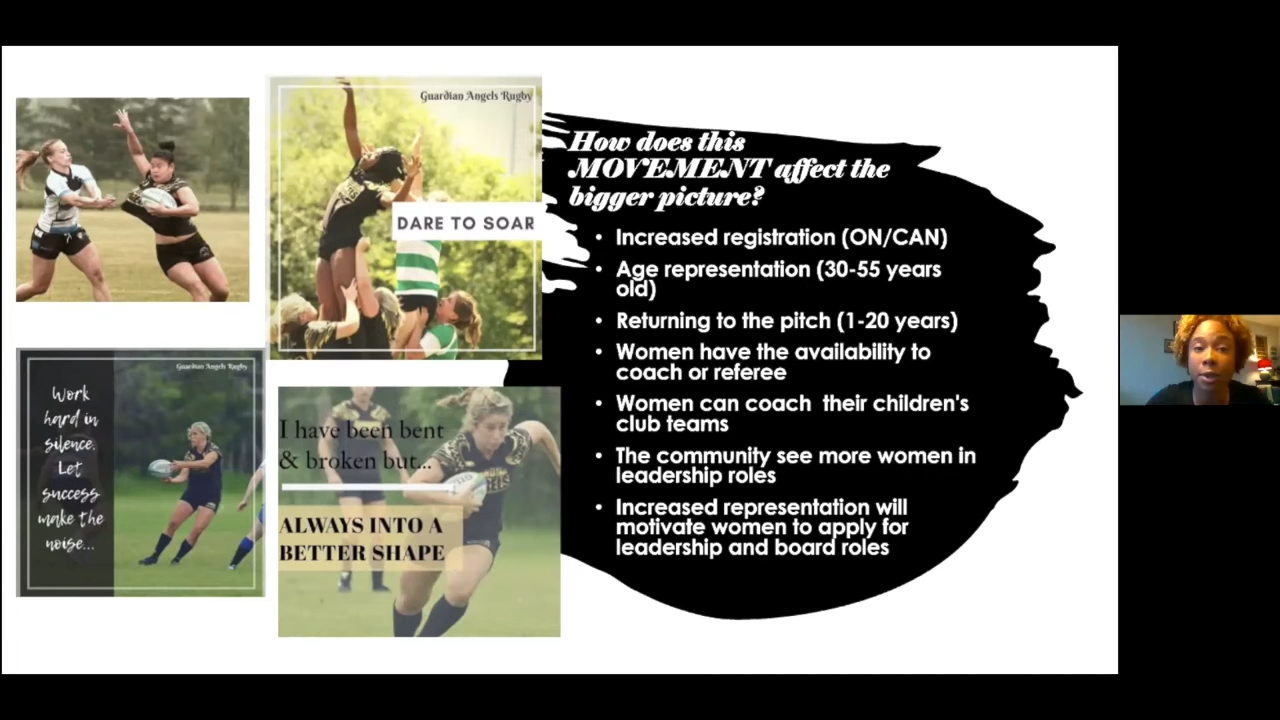 Guardian Angels Rugby
DARE TO SOAR
Guardian Angels Rugby
Work
hard in
silence.
Let
success
make the
noise...
I have been bent
& broken but...
ALWAYS INTO A
BETTER SHAPE
How does this
MOVEMENT affect the
bigger picture?
• Increased registration (ON/CAN)
• Age representation (30-55 years
old)
• Returning to the pitch (1-20 years)
• Women have the availability to
coach or referee
• Women can coach their children's
club teams
• The community see more women in
leadership roles
• Increased representation will
motivate women to apply for
leadership and board roles